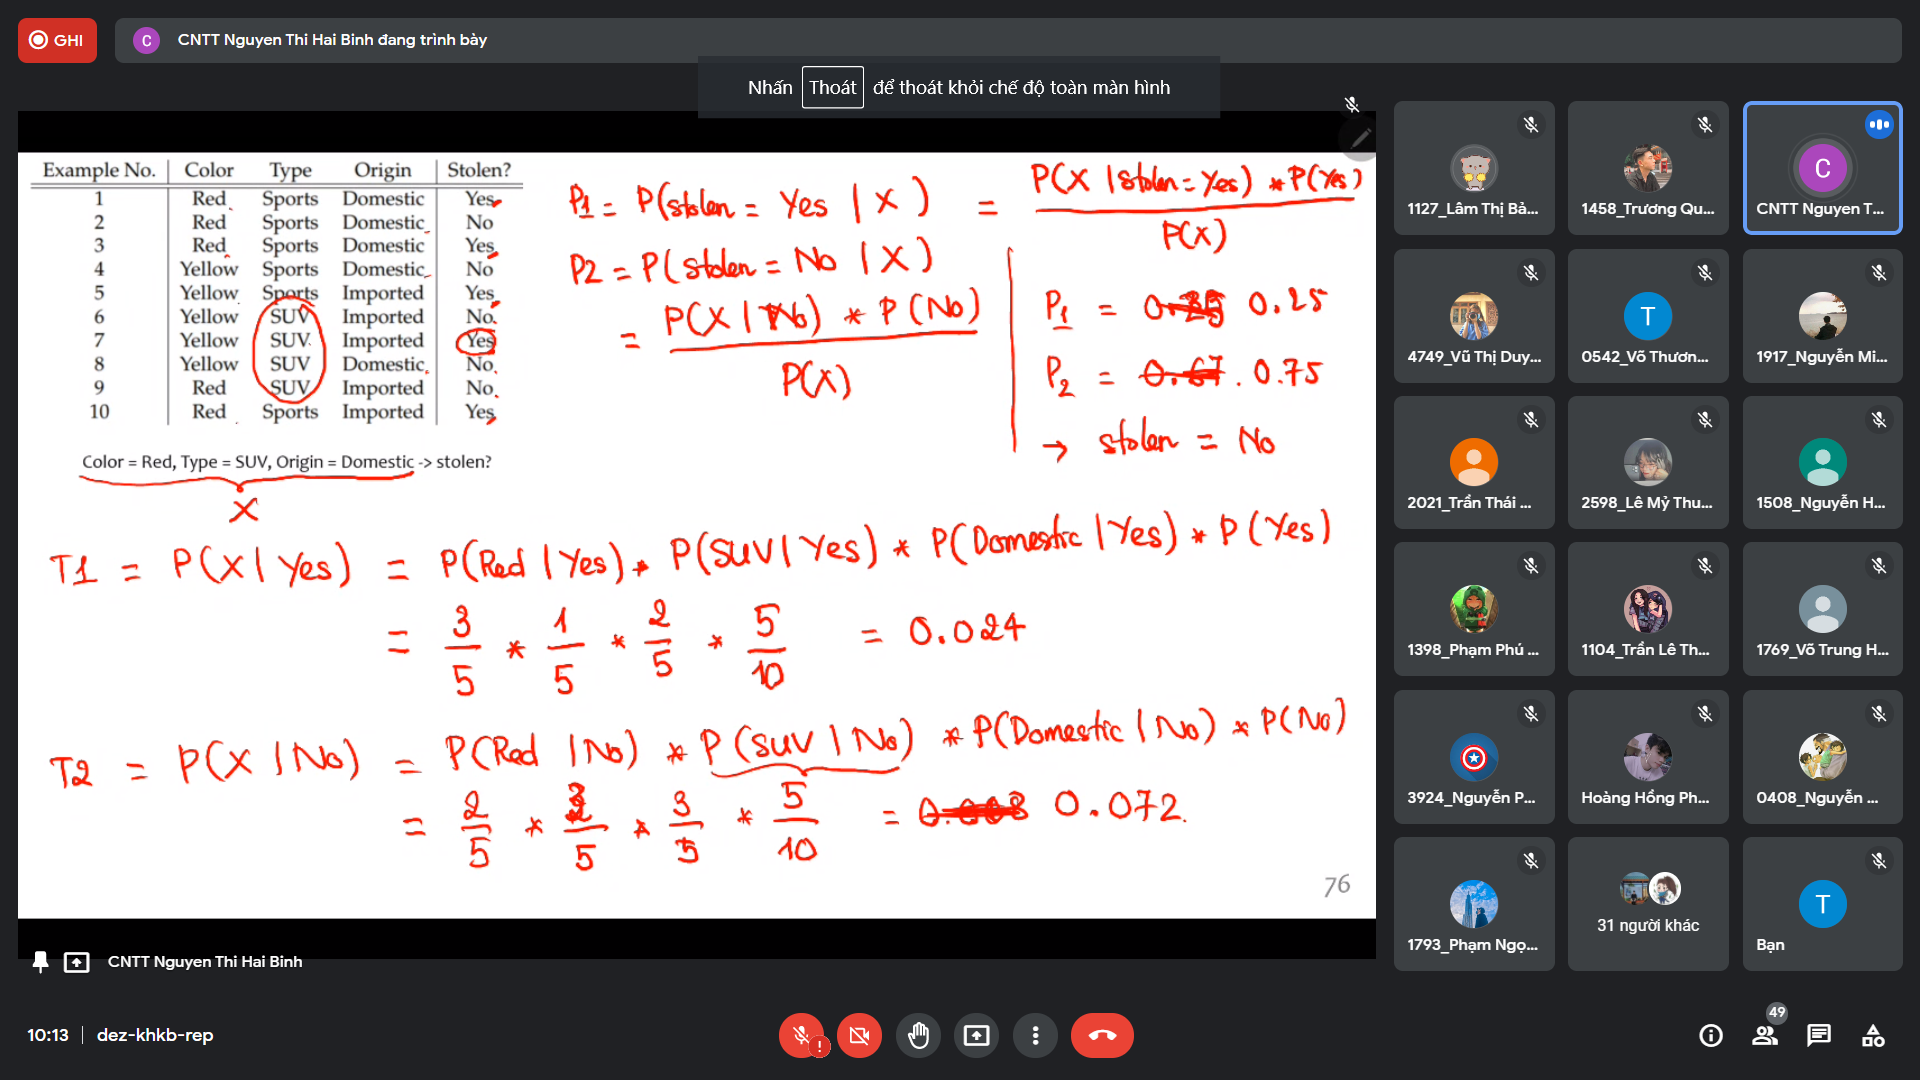 GHI
C CNTT Nguyen Thi Hai Binh đang trình bày
Nhấn Thoát để thoát khỏi chế độ toàn màn hình
Example No. Color Type Origin Stolen?
1 Red Sports Domestic Yes
2 Red Sports Domestic No
3 Red Sports Domestic Yes
4 Yellow Sports Domestic No
5 Yellow Sports Imported Yes
6 Yellow SUV Imported No
7 Yellow SUV Imported Yes
8 Yellow SUV Domestic No
9 Red SUV Imported No
10 Red Sports Imported Yes
Color = Red, Type = SUV, Origin = Domestic -> stolen?
X
P1 = P(stolen = Yes | X) = P(X | stolen = Yes) * P(Yes)
P(X)
P2 = P(stolen = No | X)
= P(X | No) * P(No)
P(X)
P1 = 0.25
P2 = 0.75
→ stolen = No
T1 = P(X | Yes) = P(Red | Yes) * P(SUV | Yes) * P(Domestic | Yes) * P(Yes)
= 3/5 * 1/5 * 2/5 * 5/10 = 0.024
T2 = P(X | No) = P(Red | No) * P(SUV | No) * P(Domestic | No) * P(No)
= 2/5 * 3/5 * 3/5 * 5/10 = 0.072
76
1127_Lâm Thị Bả...
1458_Trương Qu...
C
CNTT Nguyen T...
4749_Vũ Thị Duy...
T
0542_Võ Thươn...
1917_Nguyễn Mi...
2021_Trần Thái ...
2598_Lê Mỷ Thu...
1508_Nguyễn H...
1398_Phạm Phú ...
1104_Trần Lê Th...
1769_Võ Trung H...
3924_Nguyễn P...
Hoàng Hồng Ph...
0408_Nguyễn ...
1793_Phạm Ngọ...
31 người khác
T
Bạn
CNTT Nguyen Thi Hai Binh
10:13 | dez-khkb-rep
49